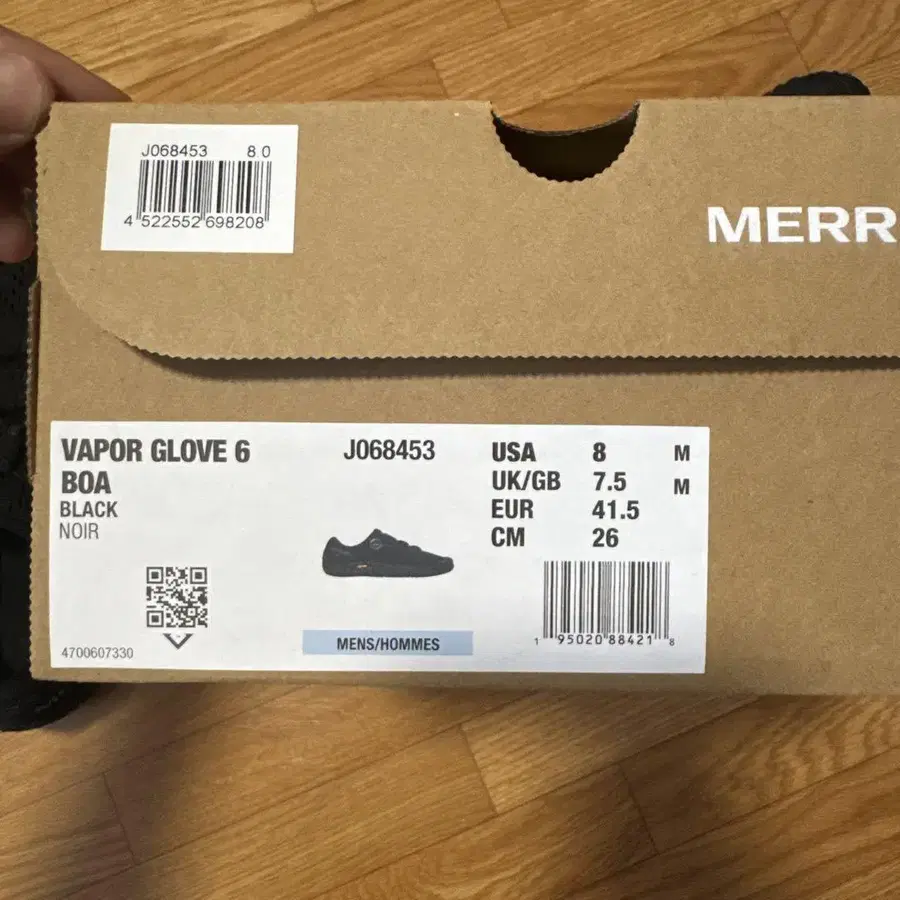 J068453 8.0
4 522552 698208
MERR
VAPOR GLOVE 6
BOA
BLACK
NOIR
4700607330
J068453
MENS/HOMMES
USA 8 M
UK/GB 7.5 M
EUR 41.5
CM 26
1 95020 88421 8